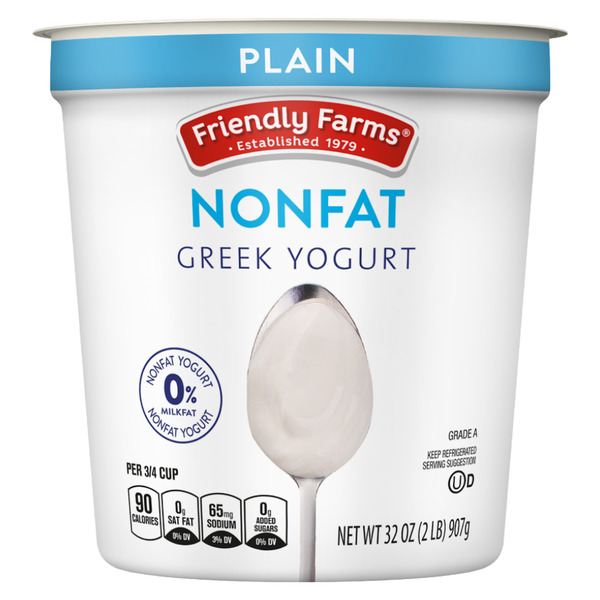 PLAIN
Friendly Farms®
• Established 1979 •
NONFAT
GREEK YOGURT
NONFAT YOGURT
0%
MILKFAT
NONFAT YOGURT
GRADE A
KEEP REFRIGERATED
SERVING SUGGESTION
U D
PER 3/4 CUP
90
CALORIES
0g
SAT FAT
0% DV
65mg
SODIUM
3% DV
0g
ADDED
SUGARS
0% DV
NET WT 32 OZ (2 LB) 907g